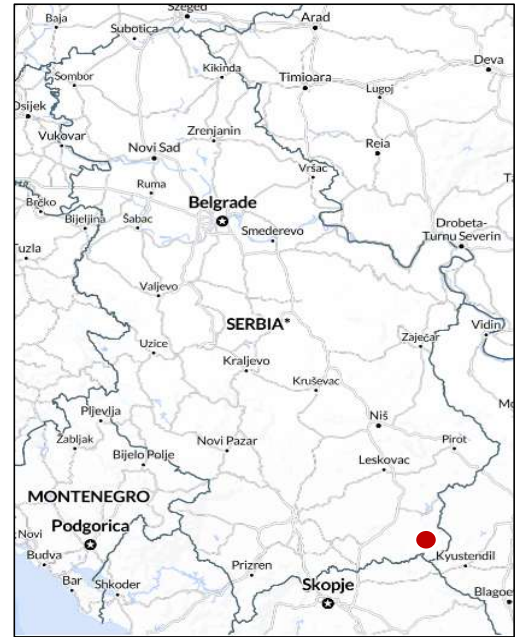 Szeged
Baja
Subotica
Arad
Deva
Sombor
Kikinda
Timioara
Lugoj
Osijek
Vukovar
Zrenjanin
Reia
Novi Sad
Vršac
Ruma
Brčko
Bijeljina
Šabac
Belgrade
Smederevo
Drobeta-
Turnu Severin
Tuzla
Valjevo
SERBIA*
Vidin
Zaječar
Uzice
Kraljevo
Kruševac
Pljevlja
Niš
Žabljak
Bijelo Polje
Novi Pazar
Pirot
Leskovac
MONTENEGRO
Podgorica
Novi
Budva
Bar
Shkoder
Prizren
Skopje
Kyustendil
Blagoe